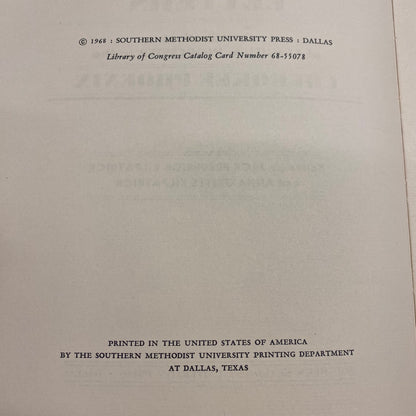 © 1968 : SOUTHERN METHODIST UNIVERSITY PRESS : DALLAS
Library of Congress Catalog Card Number 68-55078
PRINTED IN THE UNITED STATES OF AMERICA
BY THE SOUTHERN METHODIST UNIVERSITY PRINTING DEPARTMENT
AT DALLAS, TEXAS